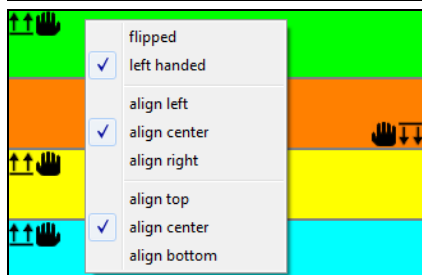 flipped
left handed
align left
align center
align right
align top
align center
align bottom